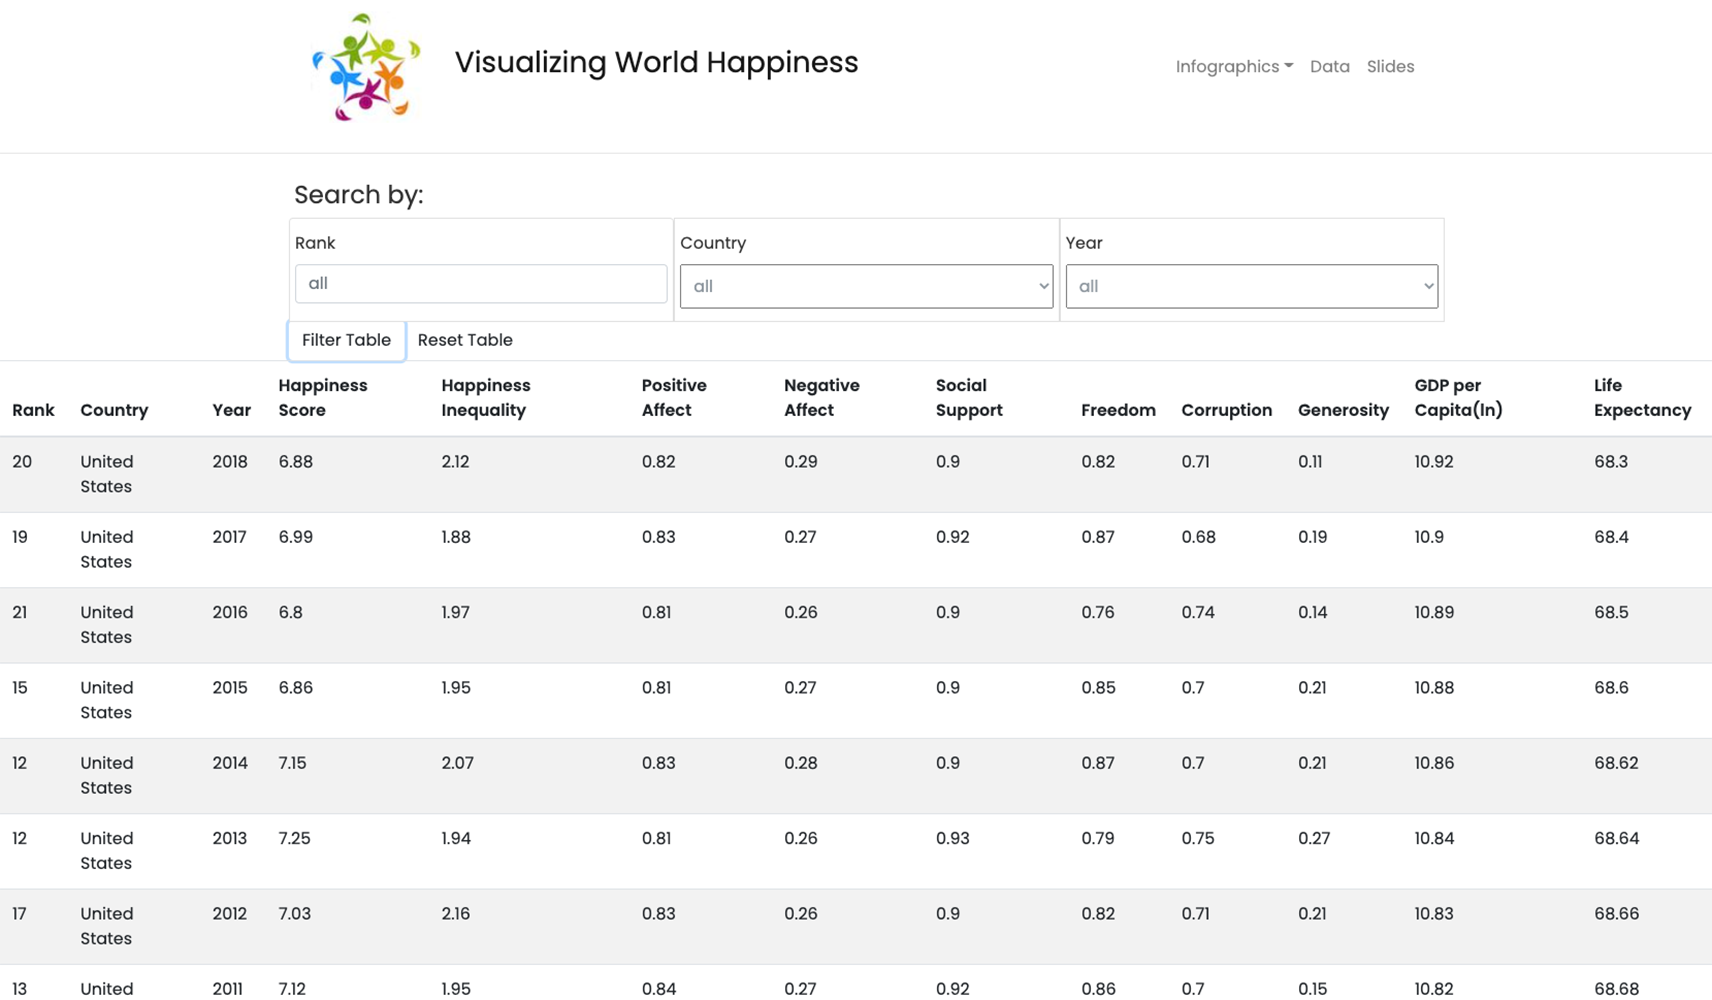 Visualizing World Happiness
Infographics Data Slides
Search by:
Rank Country Year
all all all
Filter Table Reset Table
Rank Country Year Happiness Score Happiness Inequality Positive Affect Negative Affect Social Support Freedom Corruption Generosity GDP per Capita(ln) Life Expectancy
20 United States 2018 6.88 2.12 0.82 0.29 0.9 0.82 0.71 0.11 10.92 68.3
19 United States 2017 6.99 1.88 0.83 0.27 0.92 0.87 0.68 0.19 10.9 68.4
21 United States 2016 6.8 1.97 0.81 0.26 0.9 0.76 0.74 0.14 10.89 68.5
15 United States 2015 6.86 1.95 0.81 0.27 0.9 0.85 0.7 0.21 10.88 68.6
12 United States 2014 7.15 2.07 0.83 0.28 0.9 0.87 0.7 0.21 10.86 68.62
12 United States 2013 7.25 1.94 0.81 0.26 0.93 0.79 0.75 0.27 10.84 68.64
17 United States 2012 7.03 2.16 0.83 0.26 0.9 0.82 0.71 0.21 10.83 68.66
13 United 2011 7.12 1.95 0.84 0.27 0.92 0.86 0.7 0.15 10.82 68.68